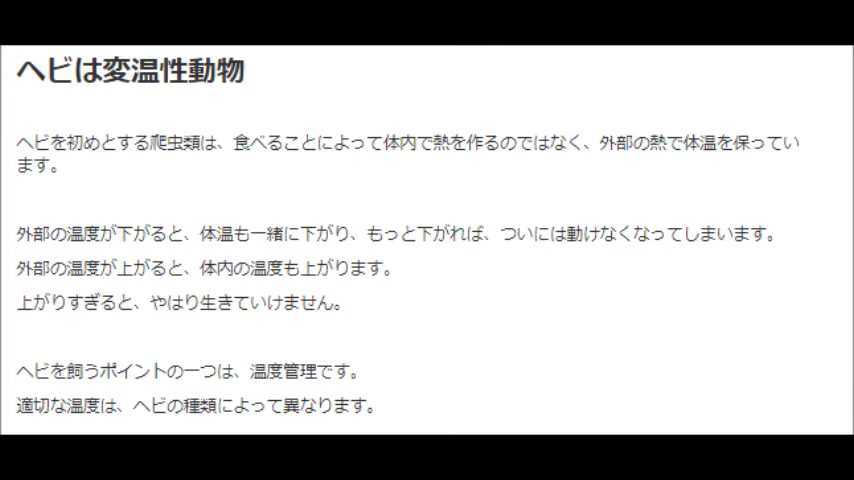 ヘビは変温性動物
ヘビを初めとする爬虫類は、食べることによって体内で熱を作るのではなく、外部の熱で体温を保ってい
ます。
外部の温度が下がると、体温も一緒に下がり、もっと下がれば、ついには動けなくなってしまいます。
外部の温度が上がると、体内の温度も上がります。
上がりすぎると、やはり生きていけません。
ヘビを飼うポイントの一つは、温度管理です。
適切な温度は、ヘビの種類によって異なります。